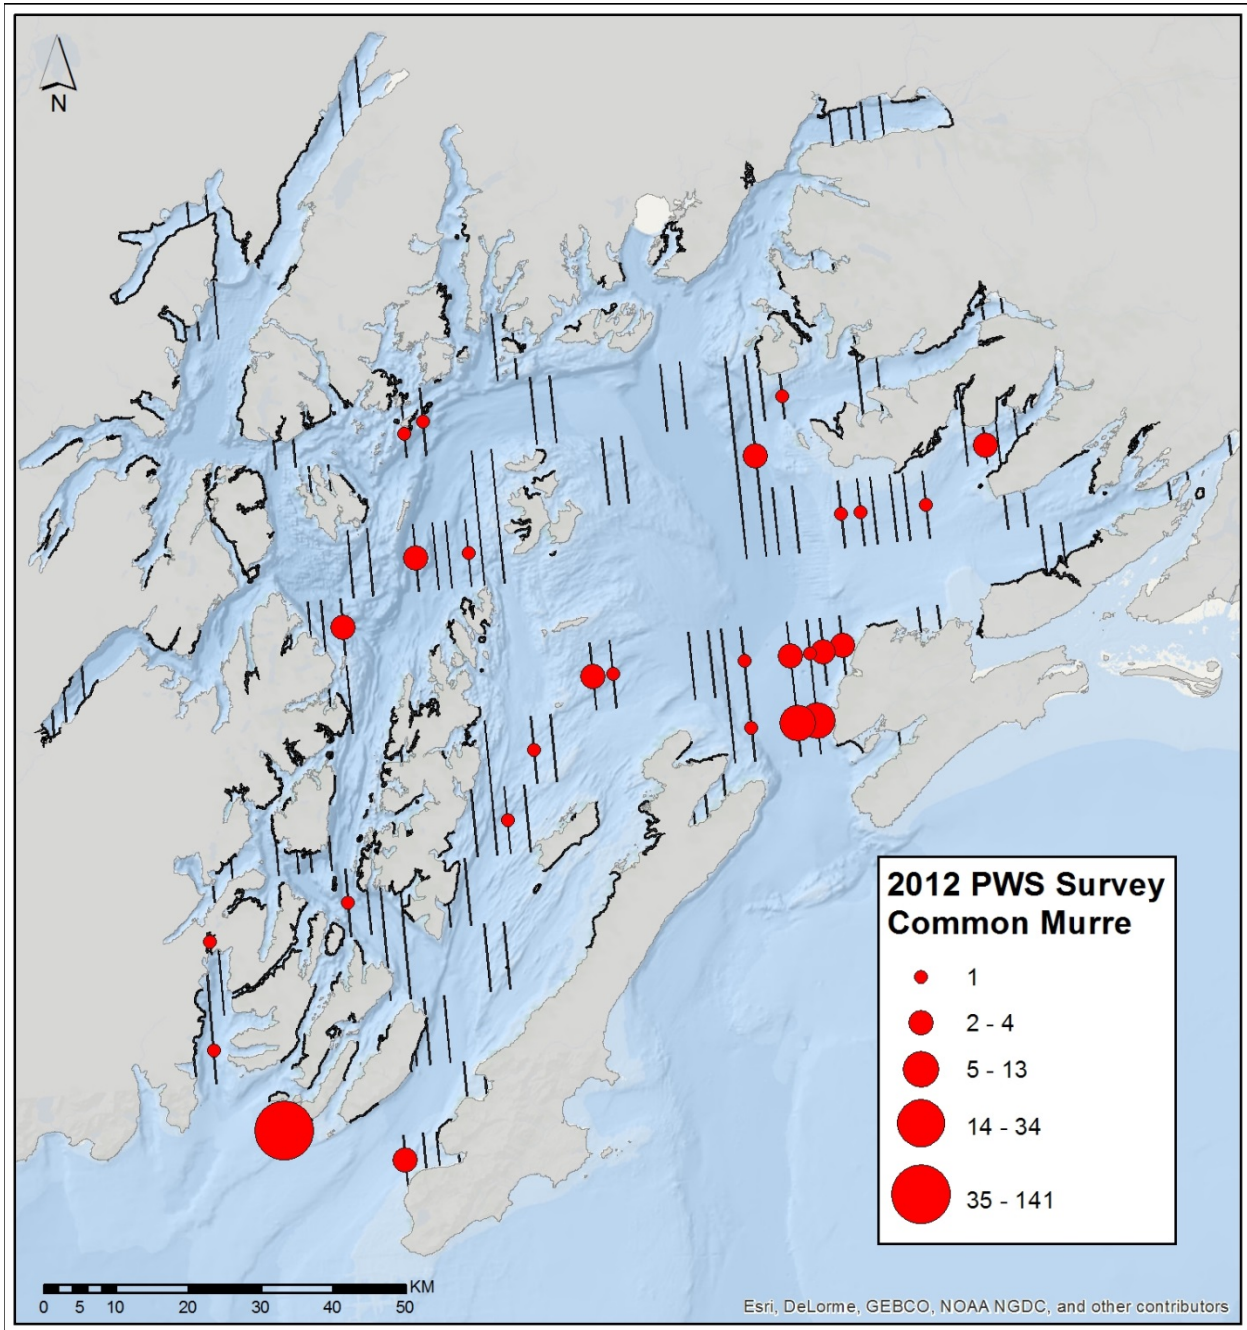 N
2012 PWS Survey
Common Murre
1
2 - 4
5 - 13
14 - 34
35 - 141
KM
0 5 10 20 30 40 50
Esri, DeLorme, GEBCO, NOAA NGDC, and other contributors